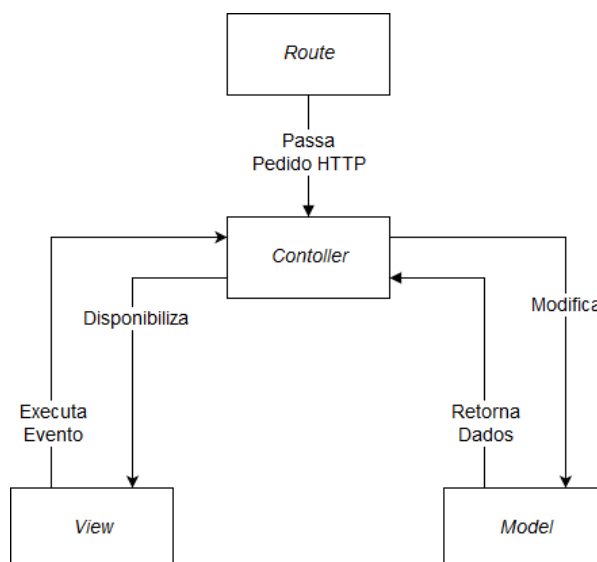 Route
Passa
Pedido HTTP
Contoller
Disponibiliza
Modifica
Executa
Evento
Retorna
Dados
View
Model